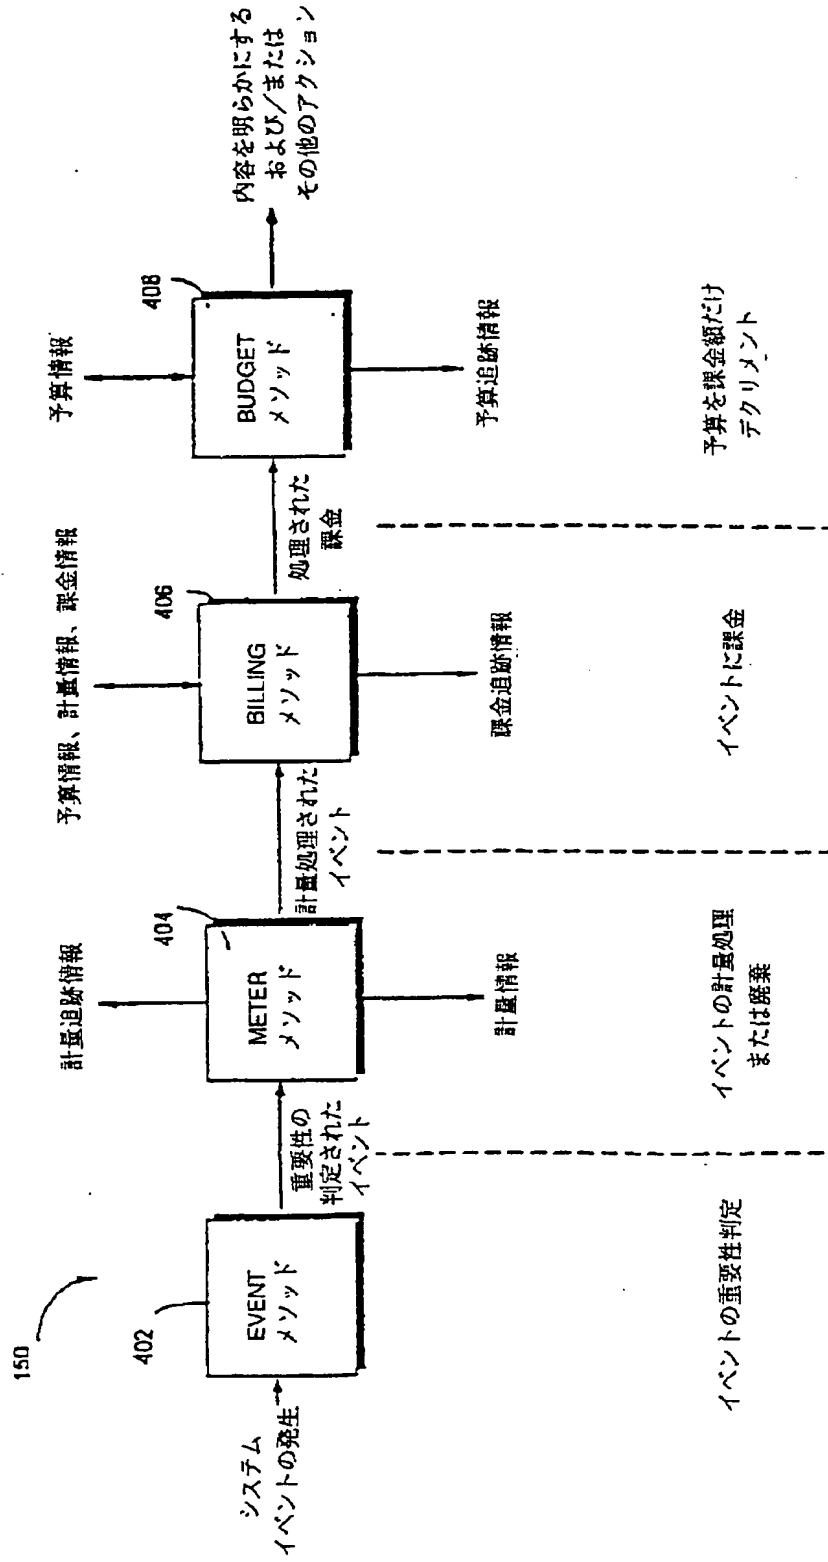 150
システム
イベントの発生
402
EVENT
メソッド
重要性の
判定された
イベント
イベントの重要性判定
計量追跡情報
404
METER
メソッド
計量情報
計量処理された
イベント
イベントの計量処理
または廃棄
予算情報、計量情報、課金情報
406
BILLING
メソッド
課金追跡情報
処理された
課金
イベントに課金
予算情報
408
BUDGET
メソッド
予算追跡情報
予算を課金額だけ
デクリメント
内容を明らかにする
および/または
その他のアクション